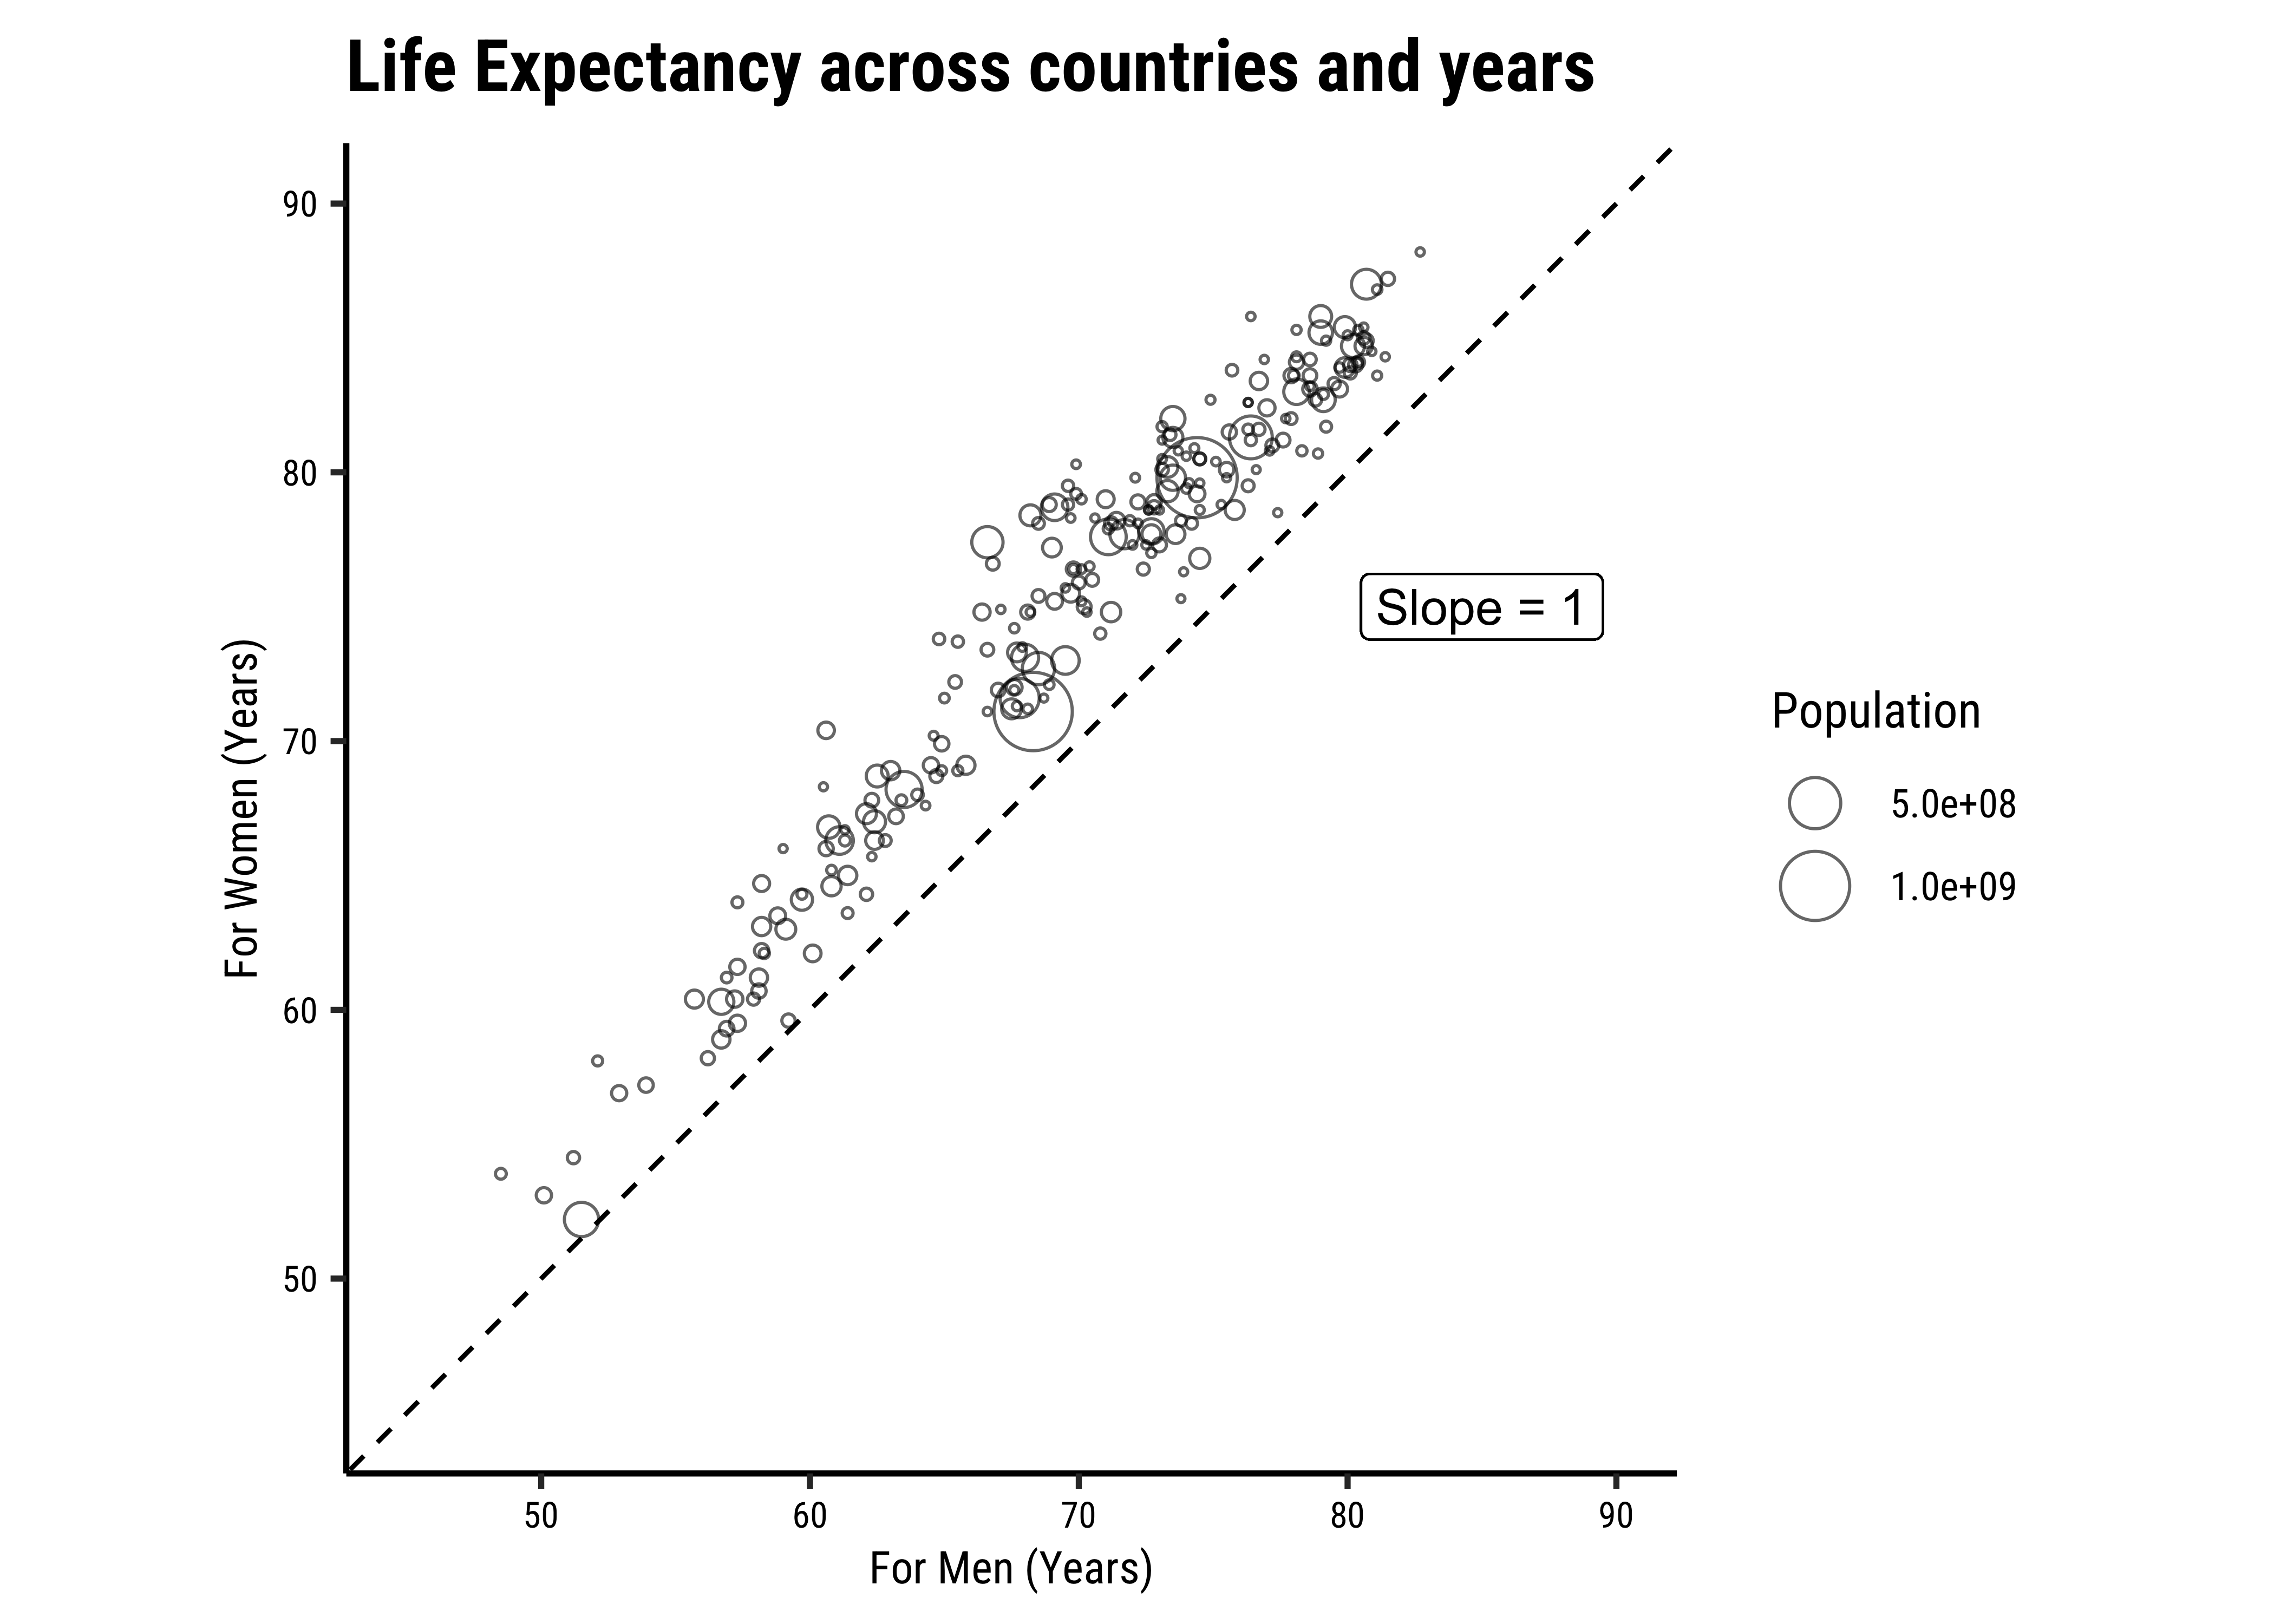 Life Expectancy across countries and years
For Women (Years)
90
80
70
60
50
Slope = 1
Population
5.0e+08
1.0e+09
50 60 70 80 90
For Men (Years)